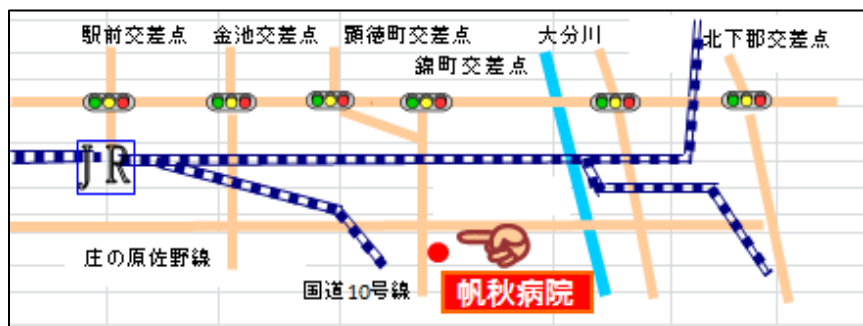 駅前交差点
金池交差点
顕徳町交差点
大分川
北下郡交差点
錦町交差点
JR
庄の原佐野線
国道10号線
帆秋病院